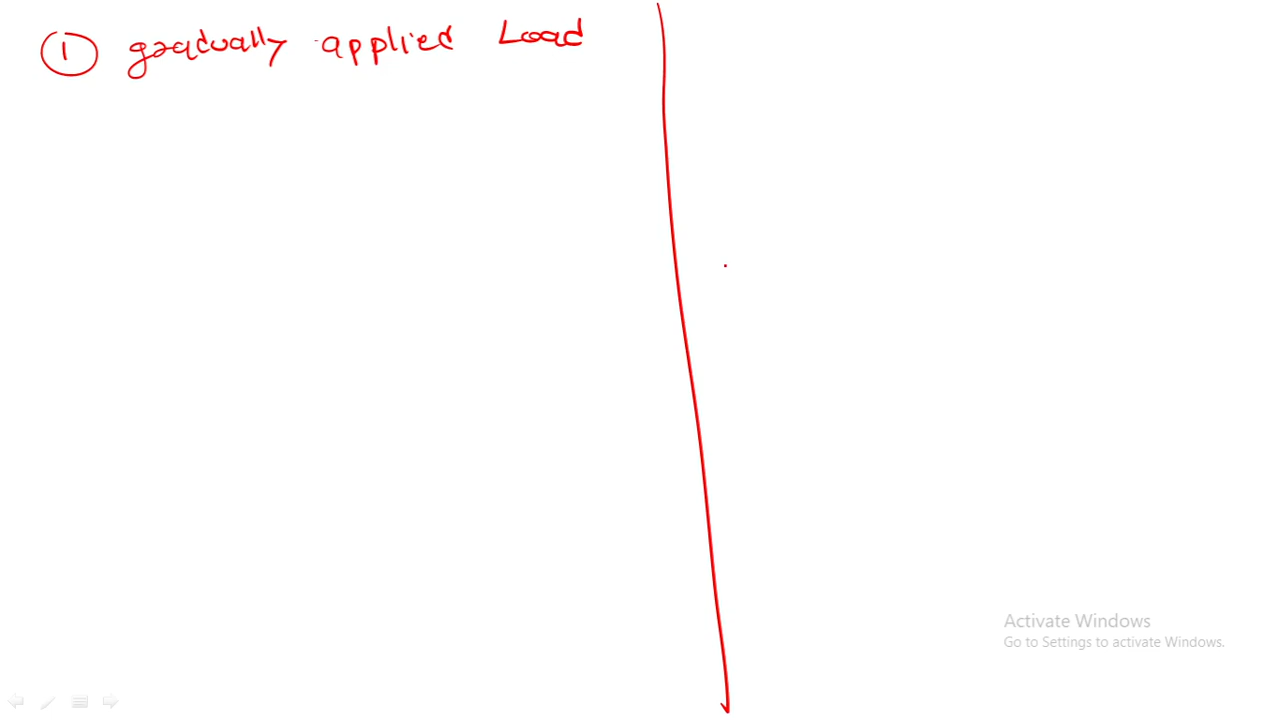 ① gradually applied Load
Activate Windows
Go to Settings to activate Windows.